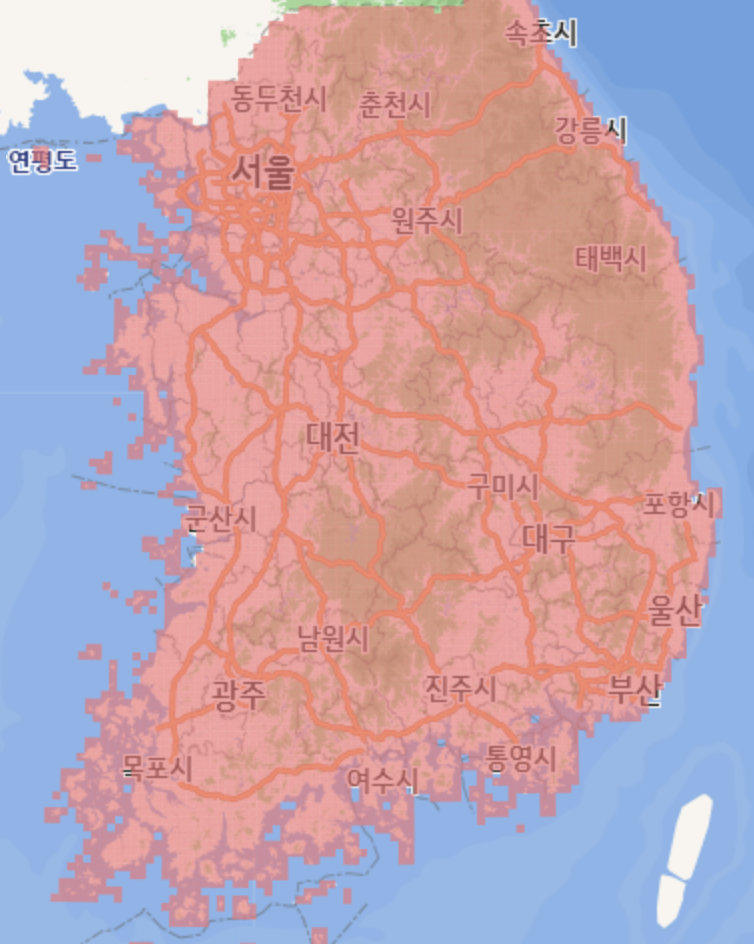 속초시
동두천시
춘천시
강릉시
연평도
서울
원주시
태백시
대전
구미시
포항시
군산시
대구
울산
남원시
광주
진주시
부산
목포시
통영시
여수시